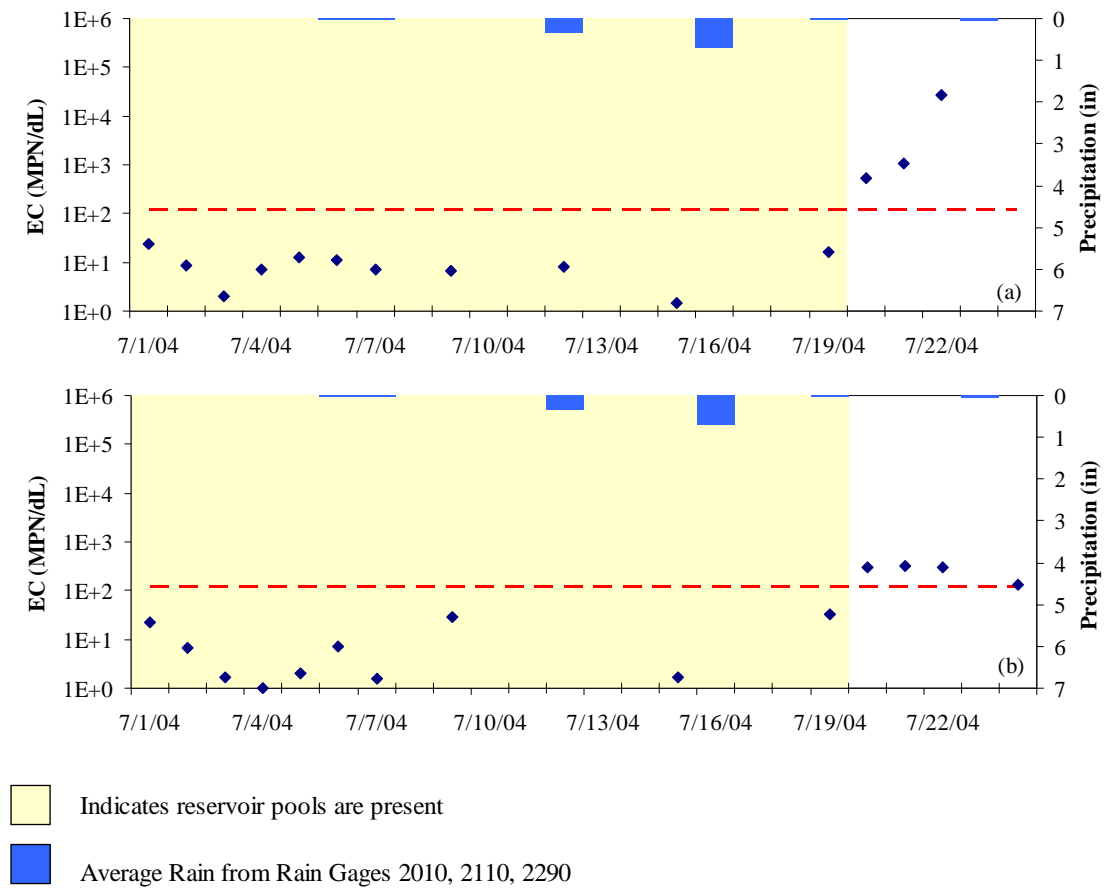 1E+6
1E+5
1E+4
1E+3
1E+2
1E+1
1E+0
EC (MPN/dL)
0
1
2
3
4
5
6
7
Precipitation (in)
(a)
7/1/04 7/4/04 7/7/04 7/10/04 7/13/04 7/16/04 7/19/04 7/22/04
1E+6
1E+5
1E+4
1E+3
1E+2
1E+1
1E+0
EC (MPN/dL)
0
1
2
3
4
5
6
7
Precipitation (in)
(b)
7/1/04 7/4/04 7/7/04 7/10/04 7/13/04 7/16/04 7/19/04 7/22/04
Indicates reservoir pools are present
Average Rain from Rain Gages 2010, 2110, 2290